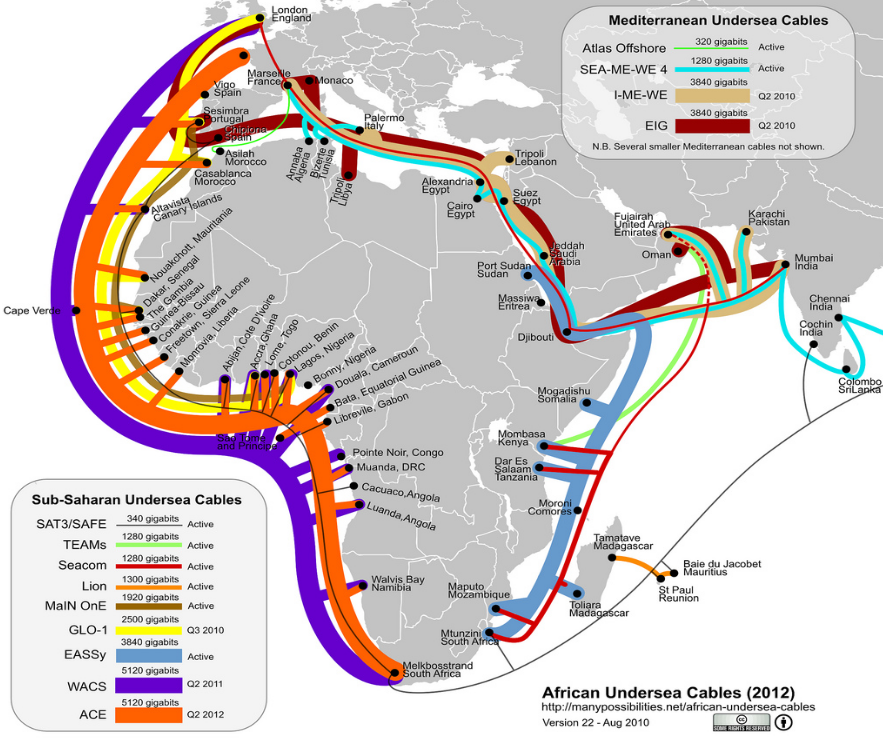 London
England
Marseille
France
Monaco
Vigo
Spain
Sesimbra
Portugal
Chipiona
Spain
Asilah
Morocco
Casablanca
Morocco
Altavista
Canary Islands
Annaba
Algeria
Bizerte
Tunisia
Palermo
Italy
Tripoli
Libya
Tripoli
Lebanon
Alexandria
Egypt
Cairo
Egypt
Suez
Egypt
Jeddah
Saudi
Arabia
Port Sudan
Sudan
Massiwa
Eritrea
Djibouti
Fujairah
United Arab
Emirates
Oman
Karachi
Pakistan
Mumbai
India
Chennai
India
Cochin
India
Colombo
SriLanka
Cape Verde
Nouakchott, Mauritania
Dakar, Senegal
The Gambia
Guinea-Bissau
Conakrie, Guinea
Freetown, Sierra Leone
Monrovia, Liberia
Abijan,Cote D'ivoire
Accra Ghana
Lome, Togo
Cotonou, Benin
Lagos, Nigeria
Bonny, Nigeria
Douala, Cameroun
Bata, Equatorial Guinea
Libreville, Gabon
Sao Tome
and Principe
Pointe Noir, Congo
Muanda, DRC
Cacuaco,Angola
Luanda,Angola
Walvis Bay
Namibia
Melkbosstrand
South Africa
Mogadishu
Somalia
Mombasa
Kenya
Dar Es
Salaam
Tanzania
Moroni
Comores
Maputo
Mozambique
Mtunzini
South Africa
Toliara
Madagascar
Tamatave
Madagascar
Baie du Jacobet
Mauritius
St Paul
Reunion
Mediterranean Undersea Cables
Atlas Offshore 320 gigabits Active
SEA-ME-WE 4 1280 gigabits Active
I-ME-WE 3840 gigabits Q2 2010
EIG 3840 gigabits Q2 2010
N.B. Several smaller Mediterranean cables not shown.
Sub-Saharan Undersea Cables
SAT3/SAFE 340 gigabits Active
TEAMs 1280 gigabits Active
Seacom 1280 gigabits Active
Lion 1300 gigabits Active
MaIN OnE 1920 gigabits Active
GLO-1 2500 gigabits Q3 2010
EASSy 3840 gigabits Active
WACS 5120 gigabits Q2 2011
ACE 5120 gigabits Q2 2012
African Undersea Cables (2012)
http://manypossibilities.net/african-undersea-cables
Version 22 - Aug 2010
cc
SOME RIGHTS RESERVED